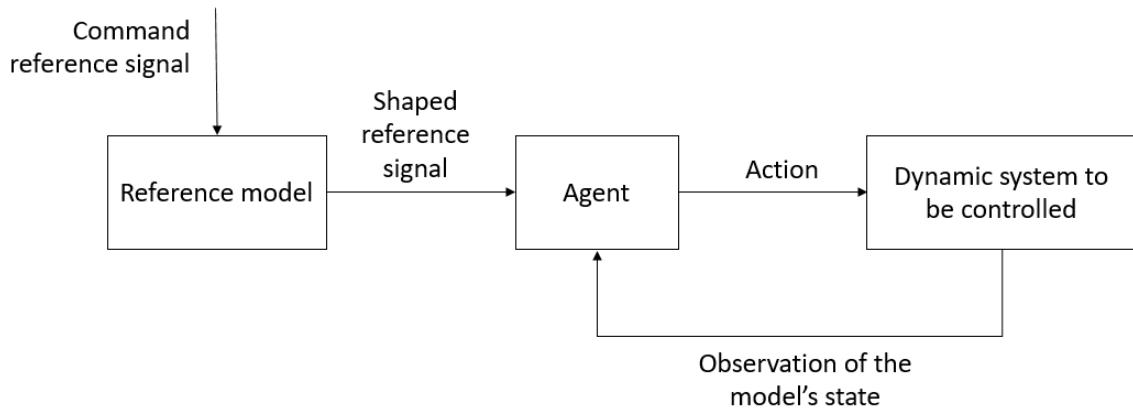 Command
reference signal
Shaped
reference
signal
Reference model
Agent
Action
Dynamic system to
be controlled
Observation of the
model's state